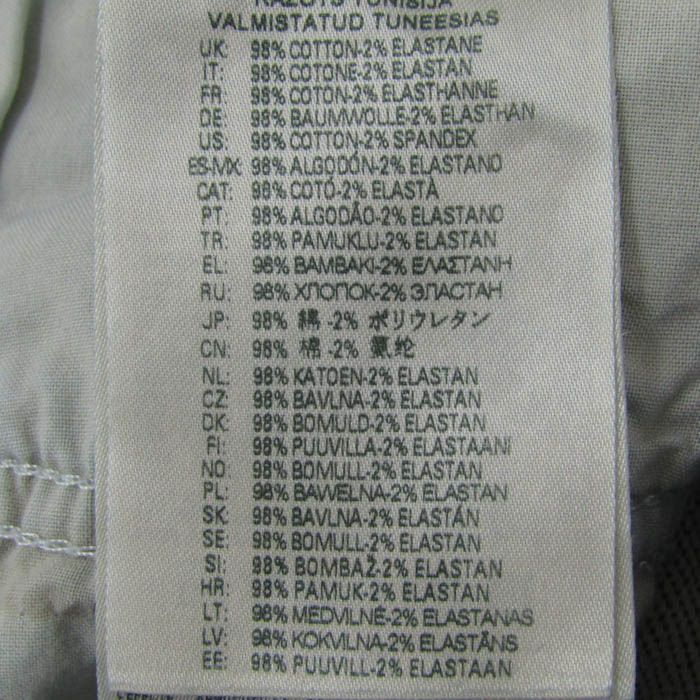 RAŽOTS TUNISIJĀ
VALMISTATUD TUNEESIAS
UK: 98% COTTON-2% ELASTANE
IT: 98% COTONE-2% ELASTAN
FR: 98% COTON-2% ELASTHANNE
DE: 98% BAUMWOLLE-2% ELASTHAN
US: 98% COTTON-2% SPANDEX
ES-MX: 98% ALGODÓN-2% ELASTANO
CAT: 98% COTÓ-2% ELASTÀ
PT: 98% ALGODÃO-2% ELASTANO
TR: 98% PAMUKLU-2% ELASTAN
EL: 98% ΒΑΜΒΑΚΙ-2% ΕΛΑΣΤΑΝΗ
RU: 98% ХЛОПОК-2% ЭЛАСТАН
JP: 98% 綿 -2% ポリウレタン
CN: 98% 棉 -2% 氨纶
NL: 98% KATOEN-2% ELASTAN
CZ: 98% BAVLNA-2% ELASTAN
DK: 98% BOMULD-2% ELASTAN
FI: 98% PUUVILLA-2% ELASTAANI
NO: 98% BOMULL-2% ELASTAN
PL: 98% BAWEŁNA-2% ELASTAN
SK: 98% BAVLNA-2% ELASTÁN
SE: 98% BOMULL-2% ELASTAN
SI: 98% BOMBAŽ-2% ELASTAN
HR: 98% PAMUK-2% ELASTAN
LT: 98% MEDVILNĖ-2% ELASTANAS
LV: 98% KOKVILNA-2% ELASTĀNS
EE: 98% PUUVILL-2% ELASTAAN